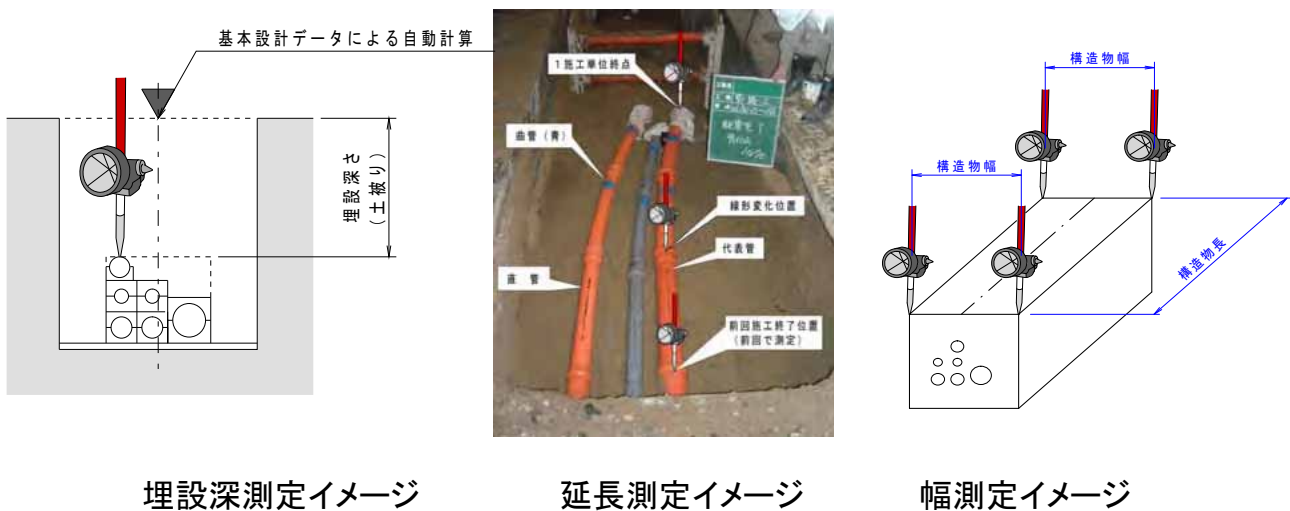 基本設計データによる自動計算
埋設深さ
(土被り)
1施工単位終点
曲管(青)
線形変化位置
代表管
直管
前回施工終了位置
(前回で測定)
構造物幅
構造物幅
構造物長
埋設深測定イメージ
延長測定イメージ
幅測定イメージ